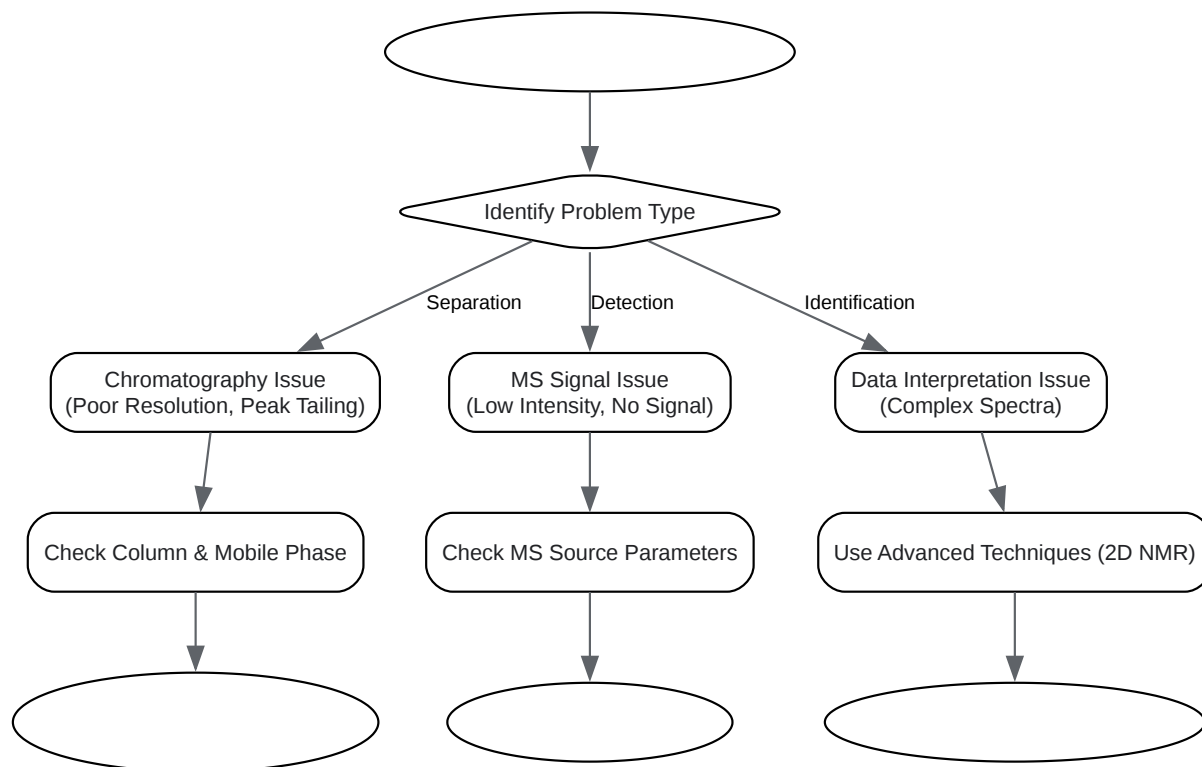 Identify Problem Type
Separation
Detection
Identification
Chromatography Issue
(Poor Resolution, Peak Tailing)
MS Signal Issue
(Low Intensity, No Signal)
Data Interpretation Issue
(Complex Spectra)
Check Column & Mobile Phase
Check MS Source Parameters
Use Advanced Techniques (2D NMR)